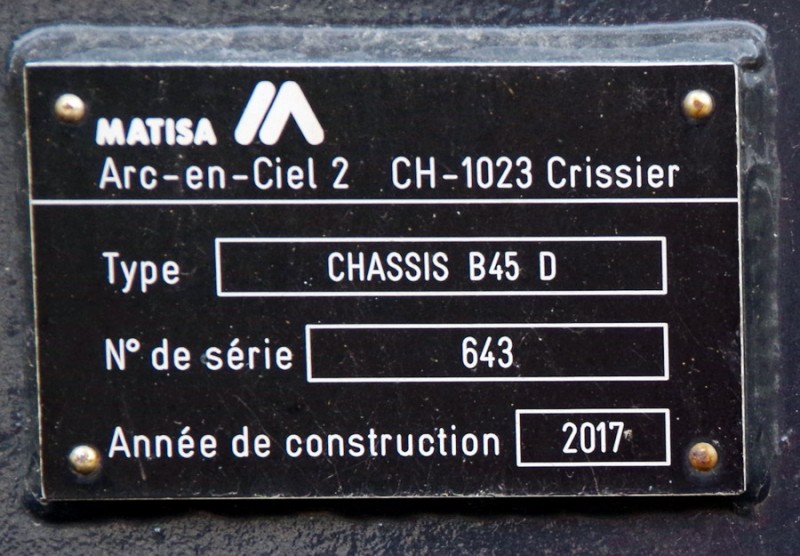 MATISA
Arc-en-Ciel 2 CH-1023 Crissier
Type CHASSIS B45 D
N° de série 643
Année de construction 2017